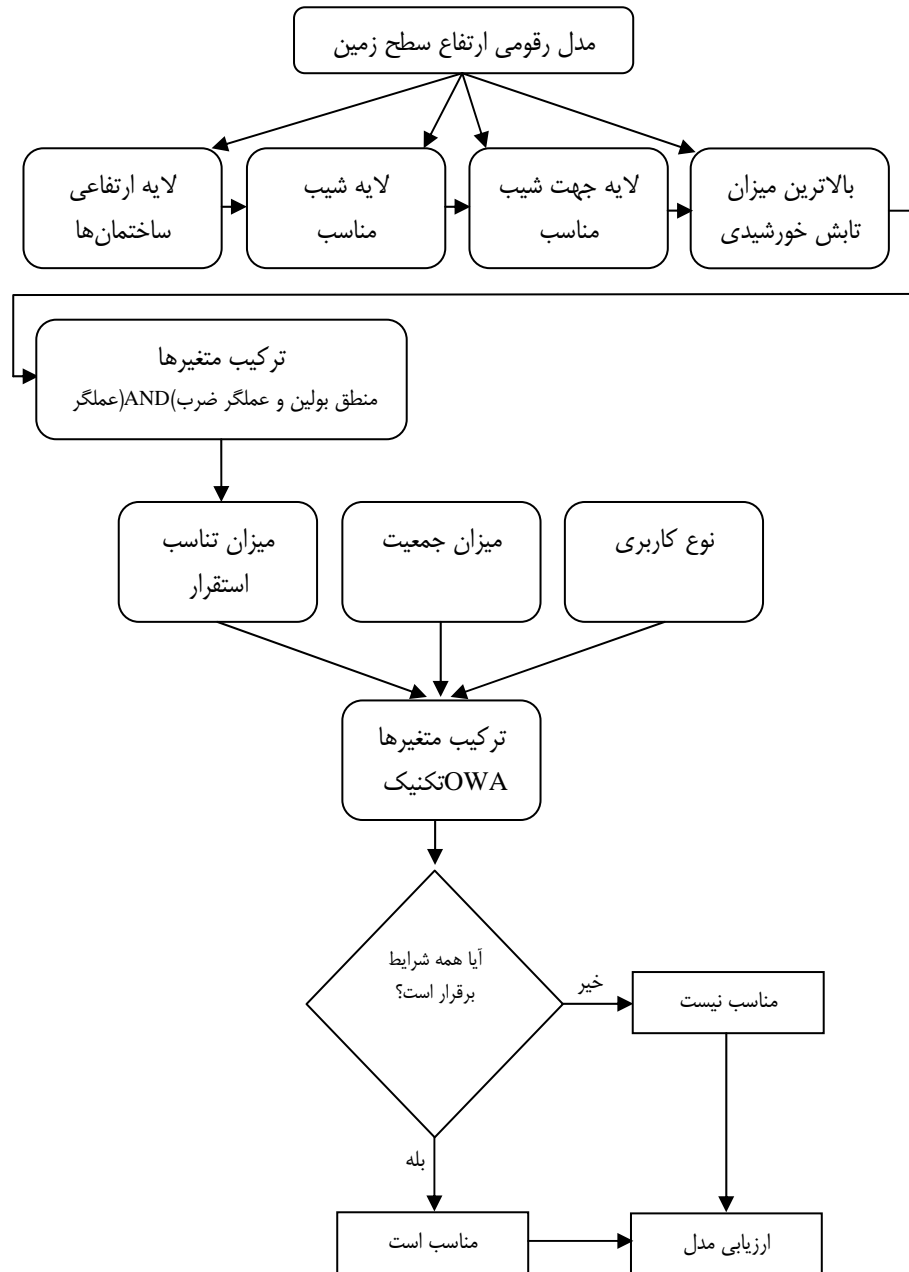 مدل رقومی ارتفاع سطح زمین
بالاترین میزان
تابش خورشیدی
لایه جهت شیب
مناسب
لایه شیب
مناسب
لایه ارتفاعی
ساختمان‌ها
ترکیب متغیرها
منطق بولین و عملگر ضرب)AND(عملگر
نوع کاربری
میزان جمعیت
میزان تناسب
استقرار
ترکیب متغیرها
OWAتکنیک
آیا همه شرایط
برقرار است؟
خیر
مناسب نیست
بله
مناسب است
ارزیابی مدل